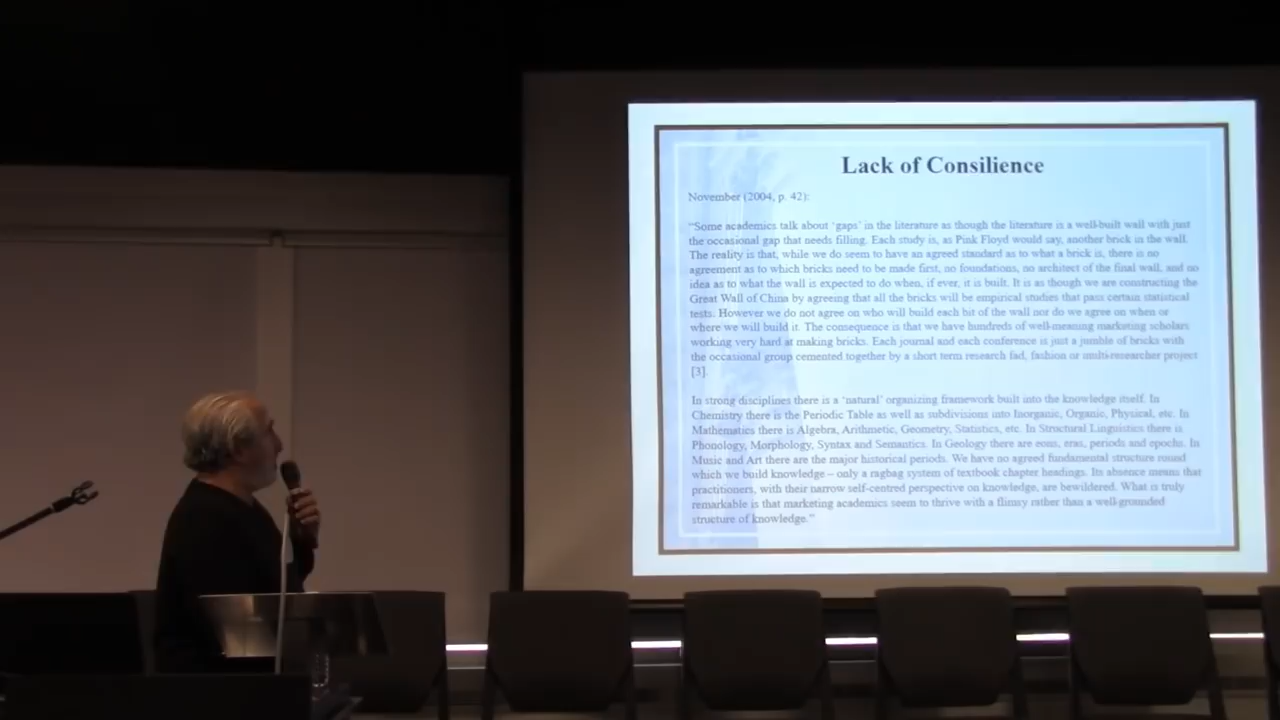 Lack of Consilience
November (2004, p. 42):
“Some academics talk about ‘gaps’ in the literature as though the literature is a well-built wall with just
the occasional gap that needs filling. Each study is, as Pink Floyd would say, another brick in the wall.
The reality is that, while we do seem to have an agreed standard as to what a brick is, there is no
agreement as to which bricks need to be made first, no foundations, no architect of the final wall, and no
idea as to what the wall is expected to do when, if ever, it is built. It is as though we are constructing the
Great Wall of China by agreeing that all the bricks will be empirical studies that pass certain statistical
tests. However we do not agree on who will build each bit of the wall nor do we agree on when or
where we will build it. The consequence is that we have hundreds of well-meaning marketing scholars
working very hard at making bricks. Each journal and each conference is just a jumble of bricks with
the occasional group cemented together by a short term research fad, fashion or multi-researcher project
[3].
In strong disciplines there is a ‘natural’ organizing framework built into the knowledge itself. In
Chemistry there is the Periodic Table as well as subdivisions into Inorganic, Organic, Physical, etc. In
Mathematics there is Algebra, Arithmetic, Geometry, Statistics, etc. In Structural Linguistics there is
Phonology, Morphology, Syntax and Semantics. In Geology there are eons, eras, periods and epochs. In
Music and Art there are the major historical periods. We have no agreed fundamental structure round
which we build knowledge – only a ragbag system of textbook chapter headings. Its absence means that
practitioners, with their narrow self-centred perspective on knowledge, are bewildered. What is truly
remarkable is that marketing academics seem to thrive with a flimsy rather than a well-grounded
structure of knowledge.”